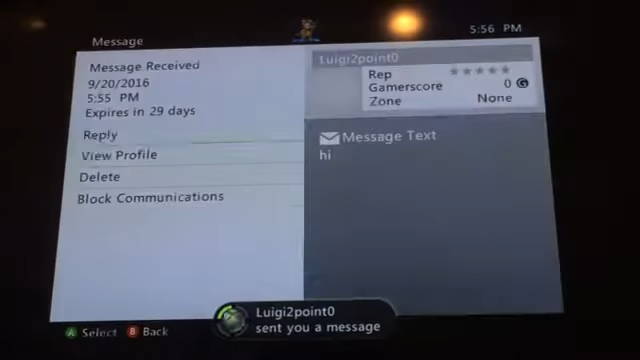 Message
5:56 PM
Message Received
9/20/2016
5:55 PM
Expires in 29 days
Reply
View Profile
Delete
Block Communications
Luigi2point0
Rep
Gamerscore 0 G
Zone None
Message Text
hi
Luigi2point0
sent you a message
A Select B Back